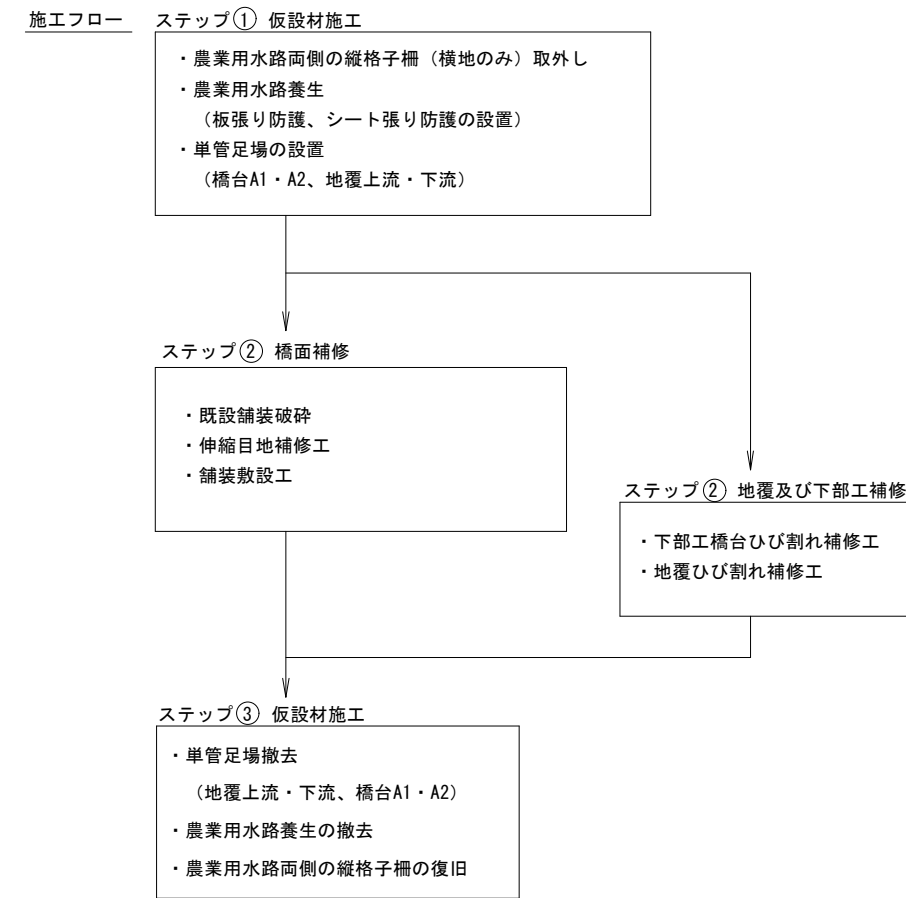 施工フロー
ステップ① 仮設材施工
・農業用水路両側の縦格子柵（横地のみ）取外し
・農業用水路養生
（板張り防護、シート張り防護の設置）
・単管足場の設置
（橋台A1・A2、地覆上流・下流）
ステップ② 橋面補修
・既設舗装破砕
・伸縮目地補修工
・舗装敷設工
ステップ② 地覆及び下部工補修
・下部工橋台ひび割れ補修工
・地覆ひび割れ補修工
ステップ③ 仮設材施工
・単管足場撤去
（地覆上流・下流、橋台A1・A2）
・農業用水路養生の撤去
・農業用水路両側の縦格子柵の復旧